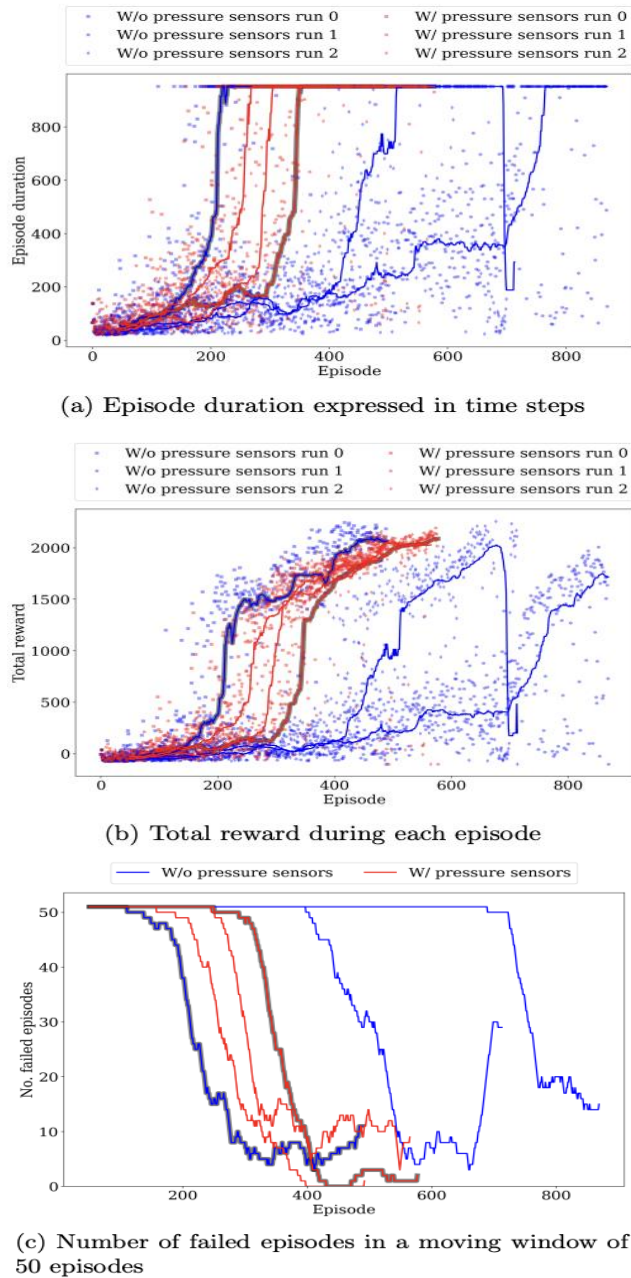 W/o pressure sensors run 0 W/ pressure sensors run 0
W/o pressure sensors run 1 W/ pressure sensors run 1
W/o pressure sensors run 2 W/ pressure sensors run 2
Episode duration
800
600
400
200
0
0 200 400 600 800
Episode
(a) Episode duration expressed in time steps
W/o pressure sensors run 0 W/ pressure sensors run 0
W/o pressure sensors run 1 W/ pressure sensors run 1
W/o pressure sensors run 2 W/ pressure sensors run 2
Total reward
2000
1500
1000
500
0
0 200 400 600 800
Episode
(b) Total reward during each episode
W/o pressure sensors W/ pressure sensors
No. failed episodes
50
40
30
20
10
0
200 400 600 800
Episode
(c) Number of failed episodes in a moving window of
50 episodes